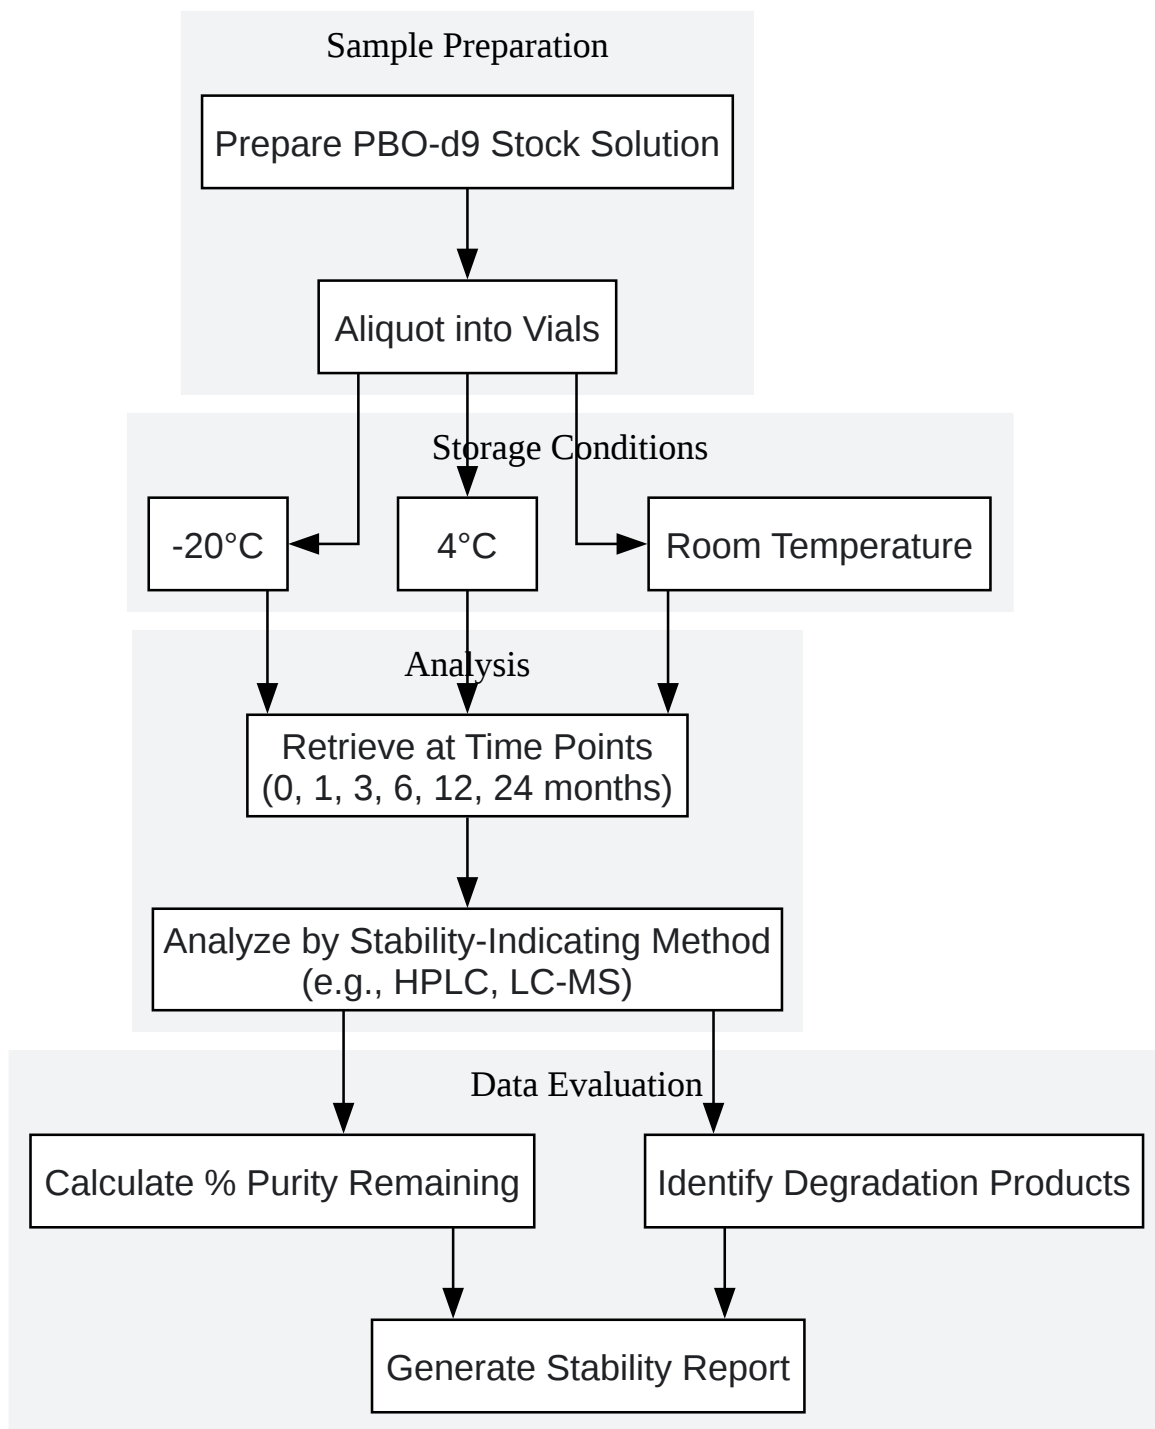 Sample Preparation
Prepare PBO-d9 Stock Solution
Aliquot into Vials
Storage Conditions
-20°C
4°C
Room Temperature
Analysis
Retrieve at Time Points
(0, 1, 3, 6, 12, 24 months)
Analyze by Stability-Indicating Method
(e.g., HPLC, LC-MS)
Data Evaluation
Calculate % Purity Remaining
Identify Degradation Products
Generate Stability Report